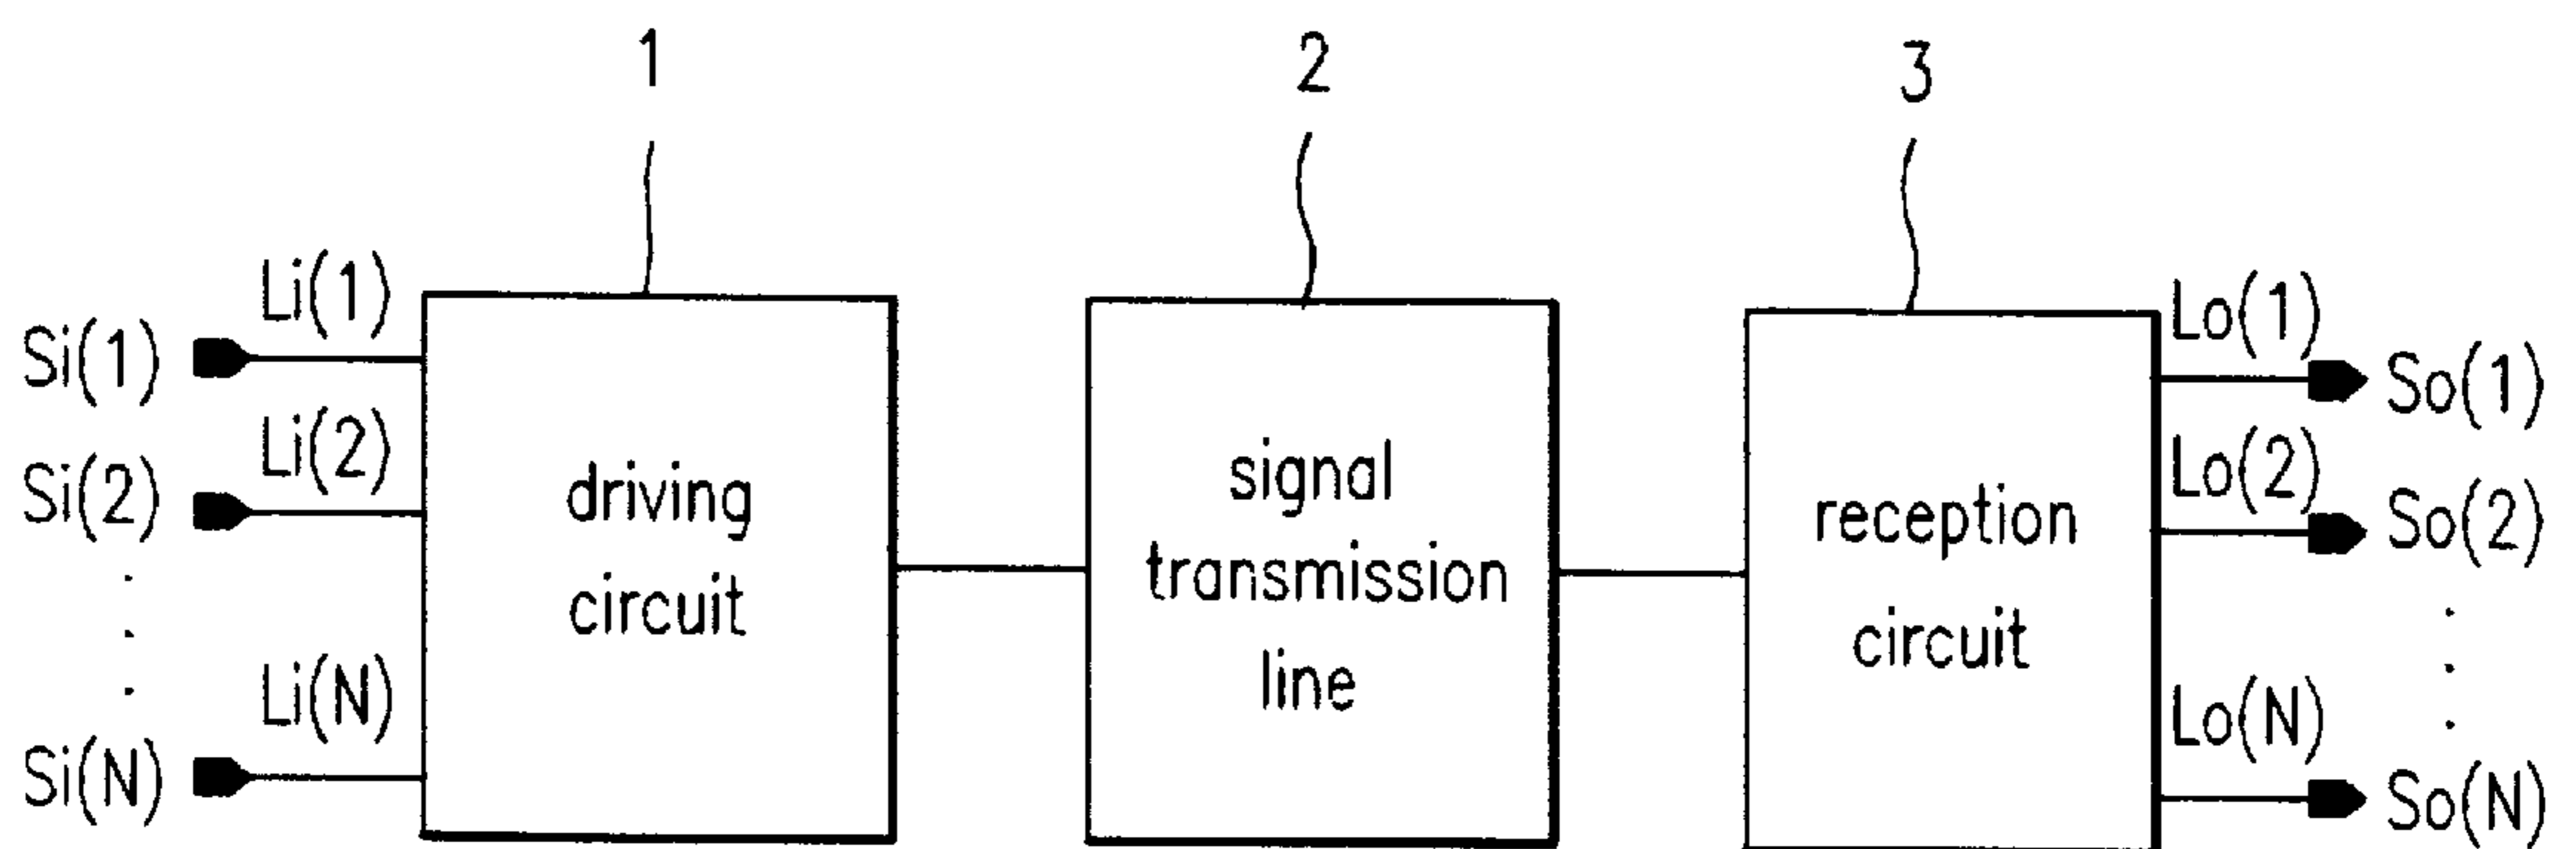 1
2
3
Li(1)
Si(1)
Li(2)
Si(2)
Li(N)
Si(N)
driving
circuit
signal
transmission
line
reception
circuit
Lo(1)
So(1)
Lo(2)
So(2)
Lo(N)
So(N)